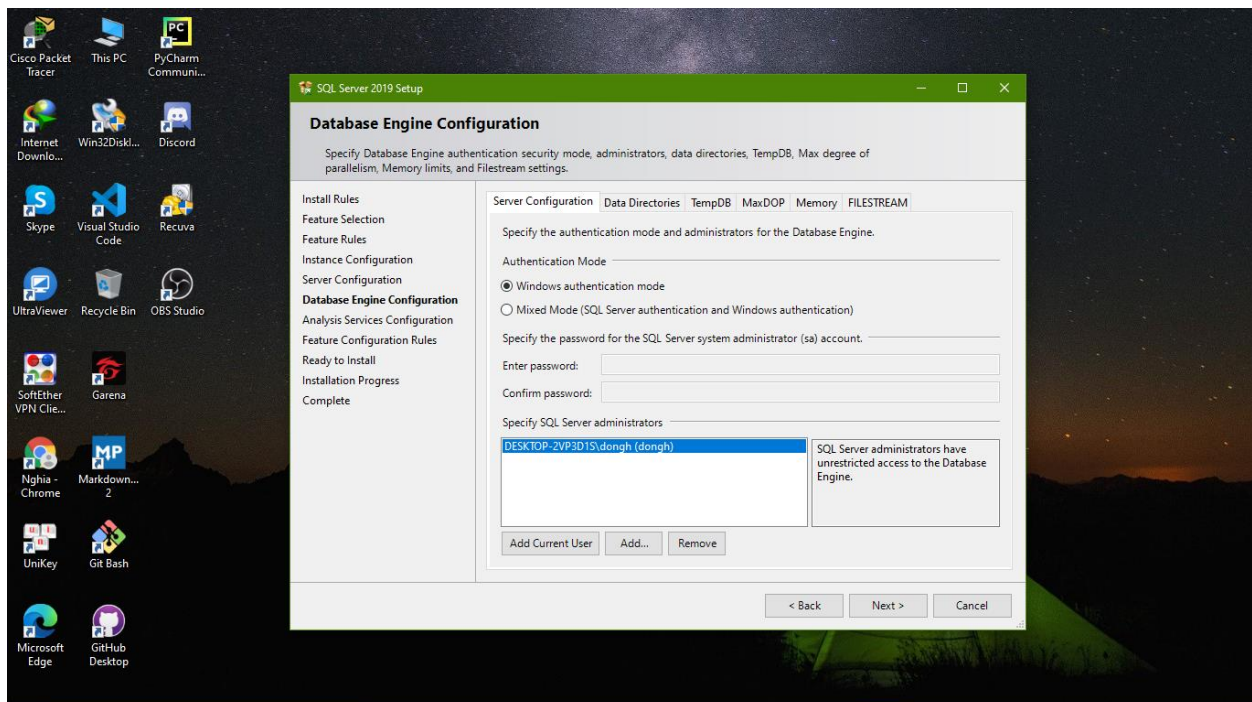 Cisco Packet
Tracer
This PC
PyCharm
Communi...
Internet
Downlo...
Win32DiskI...
Discord
Skype
Visual Studio
Code
Recuva
UltraViewer
Recycle Bin
OBS Studio
SoftEther
VPN Clie...
Garena
Nghia -
Chrome
Markdown...
2
UniKey
Git Bash
Microsoft
Edge
GitHub
Desktop
SQL Server 2019 Setup
Database Engine Configuration
Specify Database Engine authentication security mode, administrators, data directories, TempDB, Max degree of
parallelism, Memory limits, and Filestream settings.
Install Rules
Feature Selection
Feature Rules
Instance Configuration
Server Configuration
Database Engine Configuration
Analysis Services Configuration
Feature Configuration Rules
Ready to Install
Installation Progress
Complete
Server Configuration Data Directories TempDB MaxDOP Memory FILESTREAM
Specify the authentication mode and administrators for the Database Engine.
Authentication Mode
Windows authentication mode
Mixed Mode (SQL Server authentication and Windows authentication)
Specify the password for the SQL Server system administrator (sa) account.
Enter password:
Confirm password:
Specify SQL Server administrators
DESKTOP-2VP3D1S\dongh (dongh)
SQL Server administrators have
unrestricted access to the Database
Engine.
Add Current User Add... Remove
< Back Next > Cancel